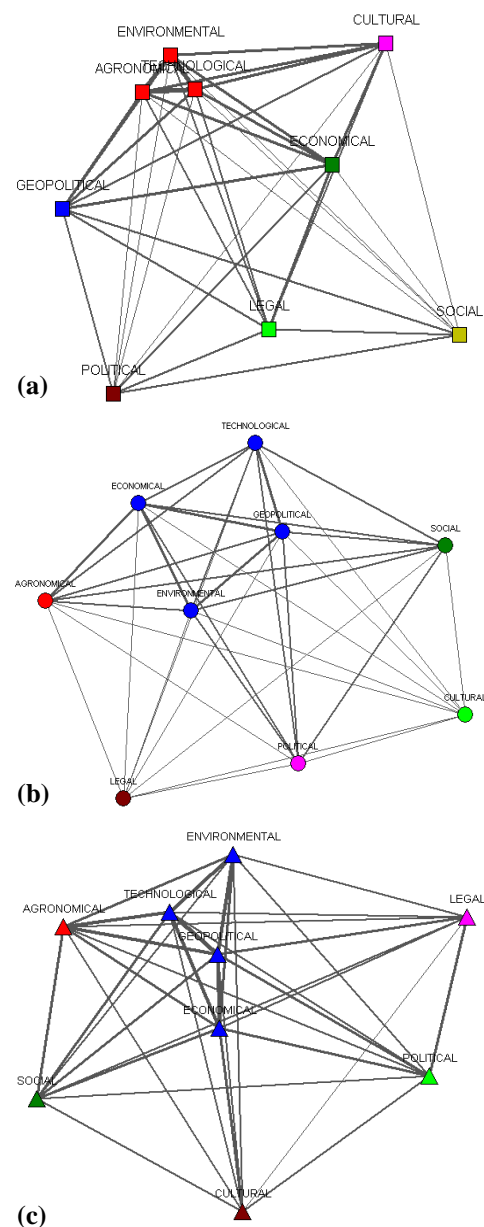 CULTURAL
ENVIRONMENTAL
TECHNOLOGICAL
AGRONOMICAL
ECONOMICAL
GEOPOLITICAL
LEGAL
SOCIAL
POLITICAL
(a)
TECHNOLOGICAL
ECONOMICAL
GEOPOLITICAL
SOCIAL
AGRONOMICAL
ENVIRONMENTAL
CULTURAL
POLITICAL
LEGAL
(b)
ENVIRONMENTAL
TECHNOLOGICAL
LEGAL
AGRONOMICAL
GEOPOLITICAL
ECONOMICAL
POLITICAL
SOCIAL
CULTURAL
(c)